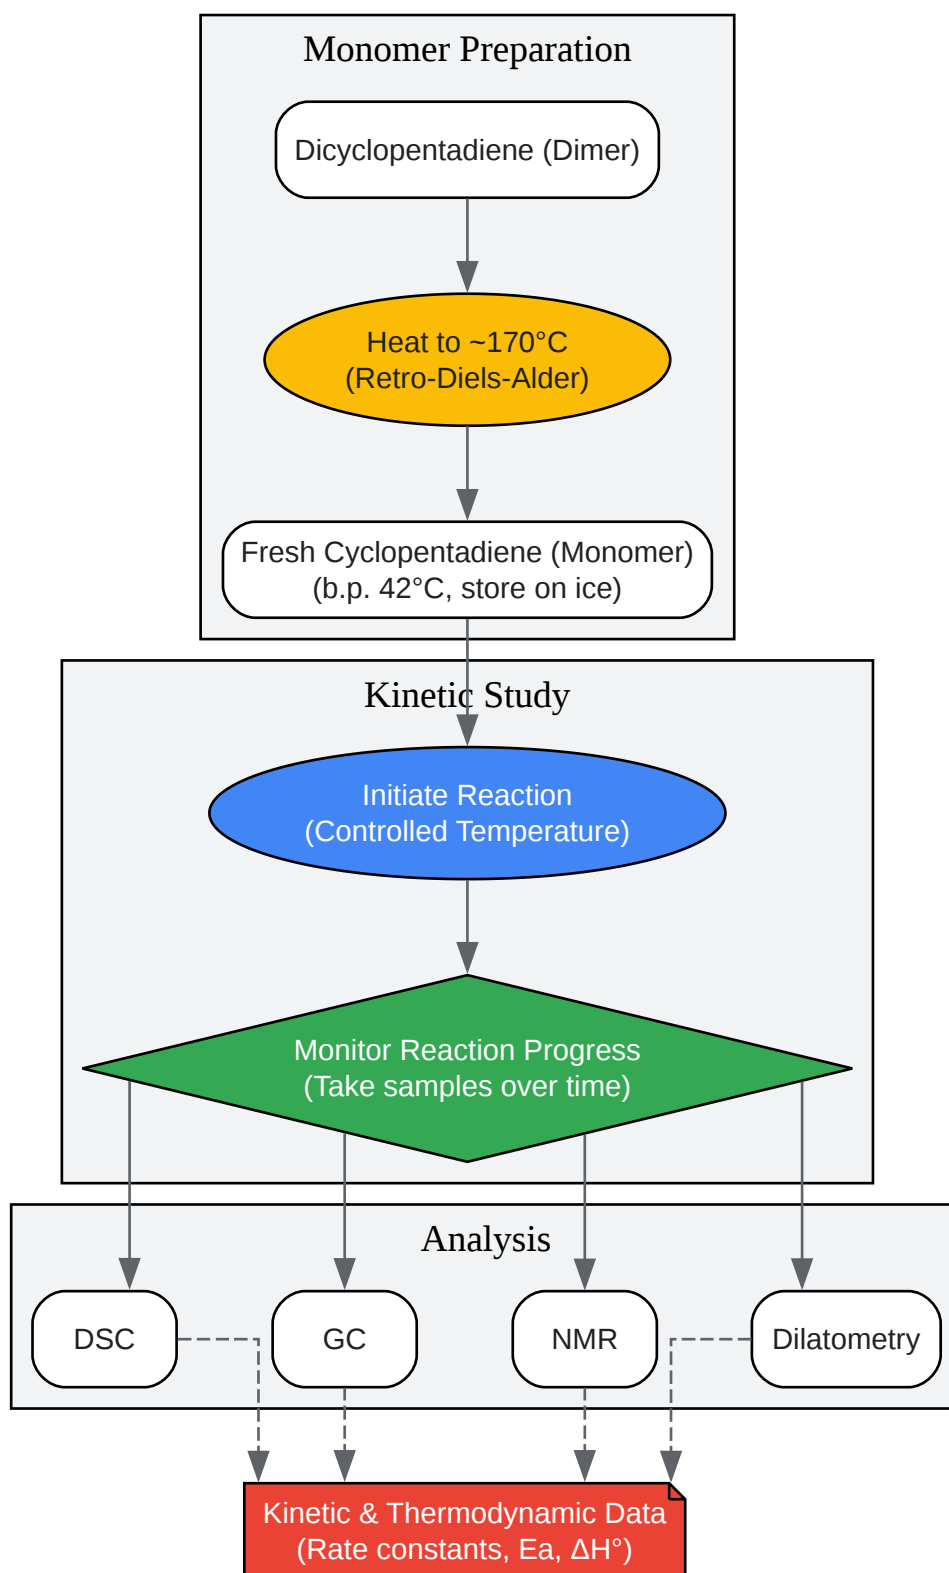 Monomer Preparation
Dicyclopentadiene (Dimer)
Heat to ~170°C
(Retro-Diels-Alder)
Fresh Cyclopentadiene (Monomer)
(b.p. 42°C, store on ice)
Kinetic Study
Initiate Reaction
(Controlled Temperature)
Monitor Reaction Progress
(Take samples over time)
Analysis
DSC
GC
NMR
Dilatometry
Kinetic & Thermodynamic Data
(Rate constants, Ea, ΔH°)